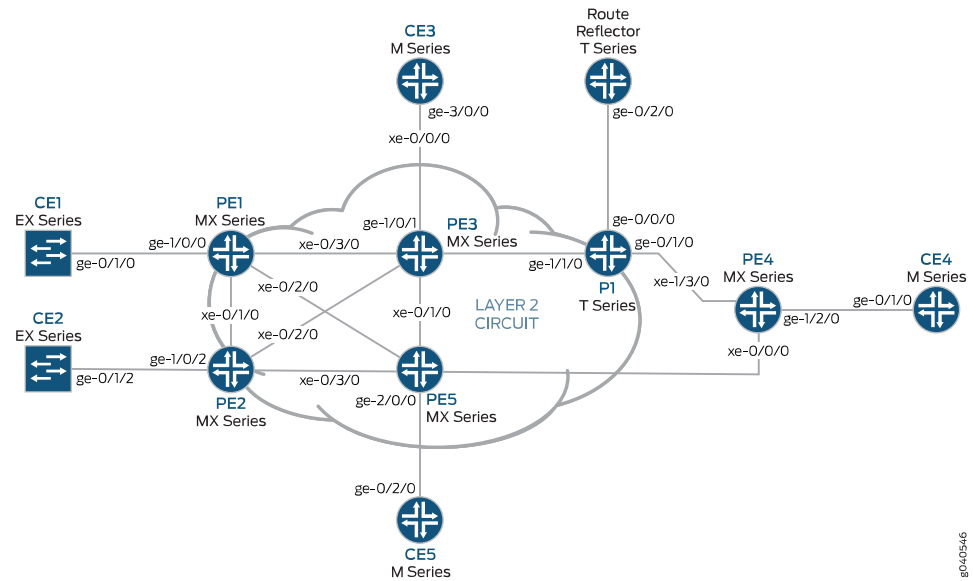 CE3
M Series
Route
Reflector
T Series
ge-3/0/0
xe-0/0/0
ge-0/2/0
CE1
EX Series
PE1
MX Series
ge-1/0/1
PE3
MX Series
ge-0/0/0
ge-0/1/0
ge-1/0/0
ge-0/1/0
xe-0/3/0
ge-1/1/0
P1
T Series
PE4
MX Series
CE4
M Series
xe-0/2/0
xe-1/3/0
CE2
EX Series
xe-0/1/0
xe-0/2/0
xe-0/1/0
LAYER 2
CIRCUIT
ge-0/1/0
ge-1/2/0
xe-0/0/0
ge-1/0/2
ge-0/1/2
xe-0/3/0
PE2
MX Series
ge-2/0/0
PE5
MX Series
ge-0/2/0
CE5
M Series
g040546